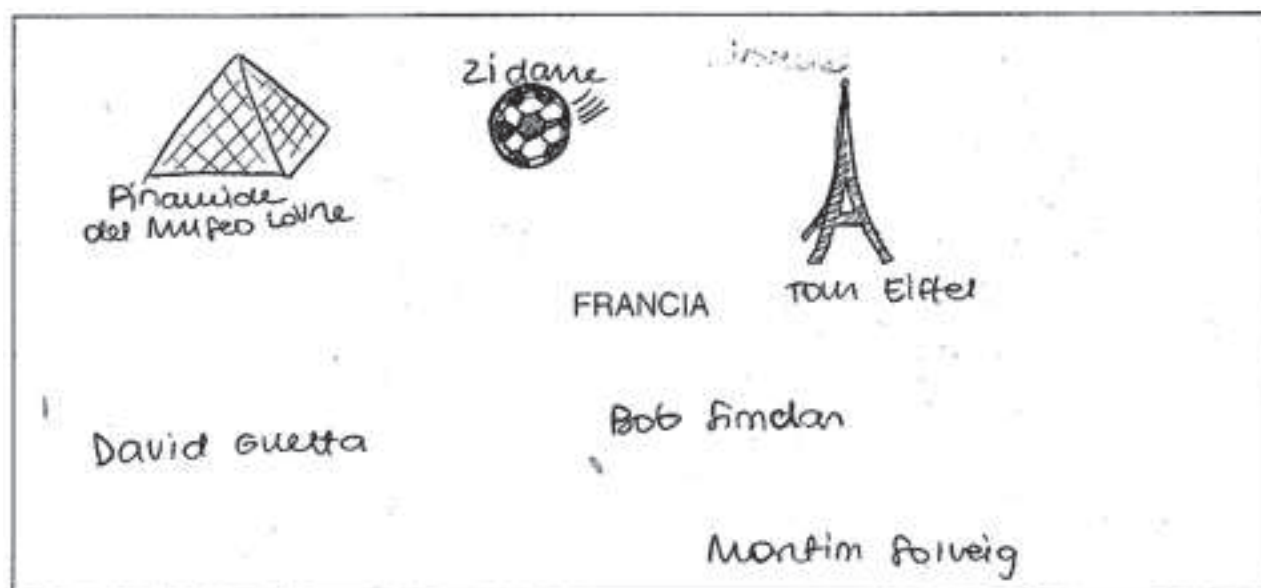 Zidane
Piramide
del Museo Louvre
Tour Eiffel
FRANCIA
David Guetta
Bob Sinclar
Martin Solveig